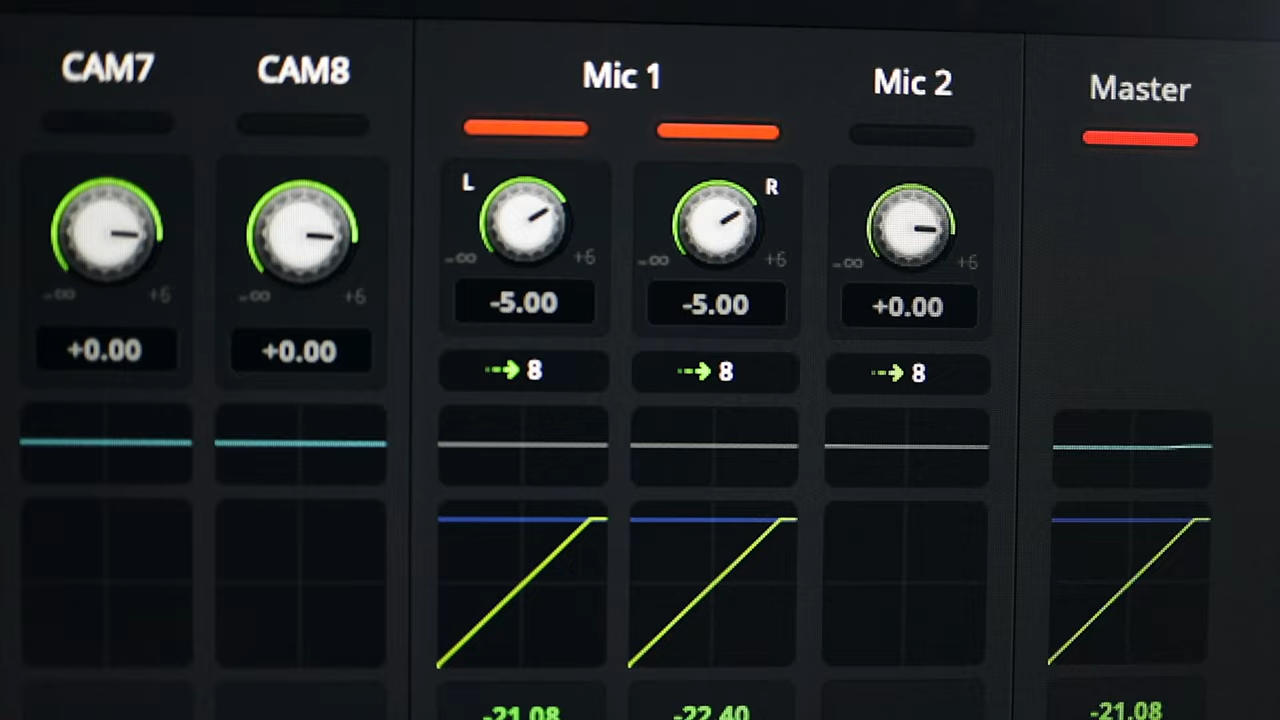 CAM7 CAM8 Mic 1 Mic 2 Master
L R
-∞ +6 -∞ +6 -∞ +6
-∞ +6 -∞ +6
-5.00 -5.00 +0.00
+0.00 +0.00
8 8 8
-21.08 -22.40 -21.08